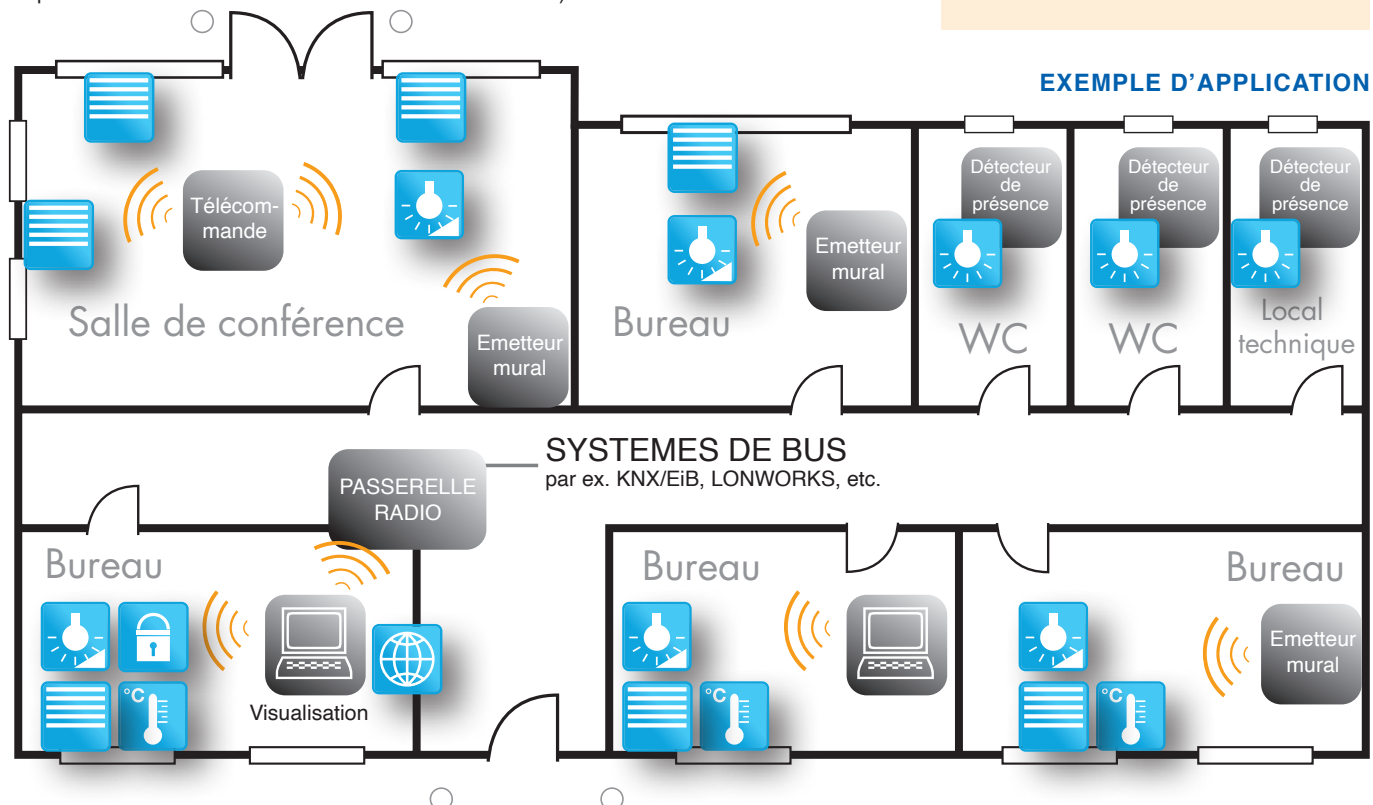 EXEMPLE D'APPLICATION
Télécom-
mande
Salle de conférence
Emetteur
mural
Bureau
Emetteur
mural
Détecteur
de
présence
WC
Détecteur
de
présence
WC
Détecteur
de
présence
Local
technique
SYSTEMES DE BUS
par ex. KNX/EiB, LONWORKS, etc.
PASSERELLE
RADIO
Bureau
°C
Visualisation
Bureau
°C
Bureau
°C
Emetteur
mural